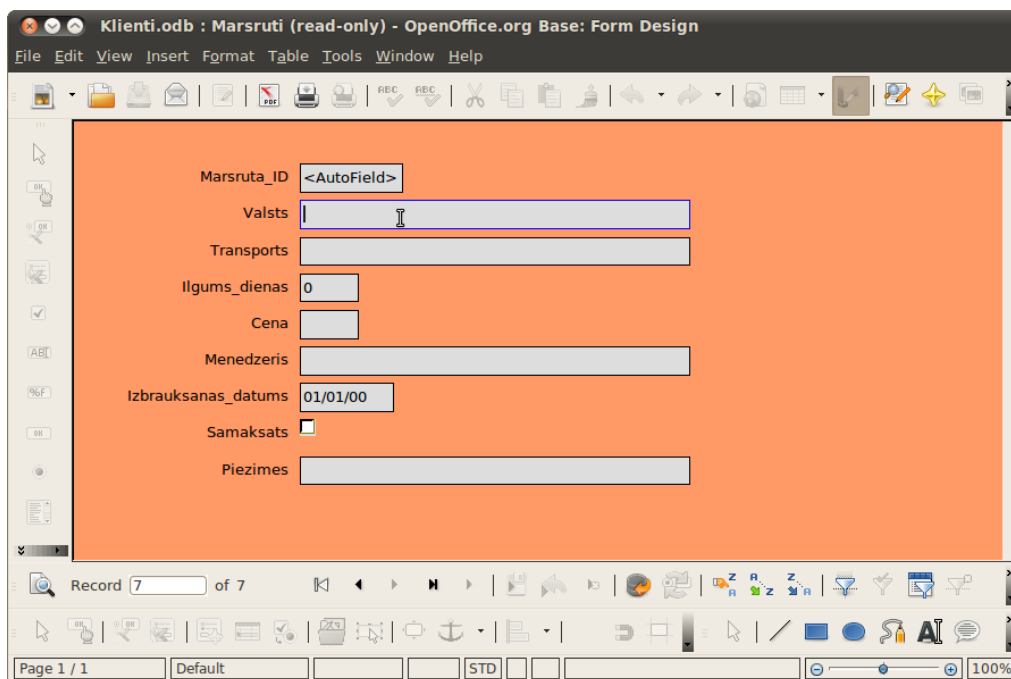 Klienti.odb : Marsruti (read-only) - OpenOffice.org Base: Form Design
File Edit View Insert Format Table Tools Window Help
Marsruta_ID <AutoField>
Valsts
Transports
Ilgums_dienas 0
Cena
Menedzeris
Izbrauksanas_datums 01/01/00
Samaksats
Piezimes
Record 7 of 7
Page 1 / 1 Default STD 100%